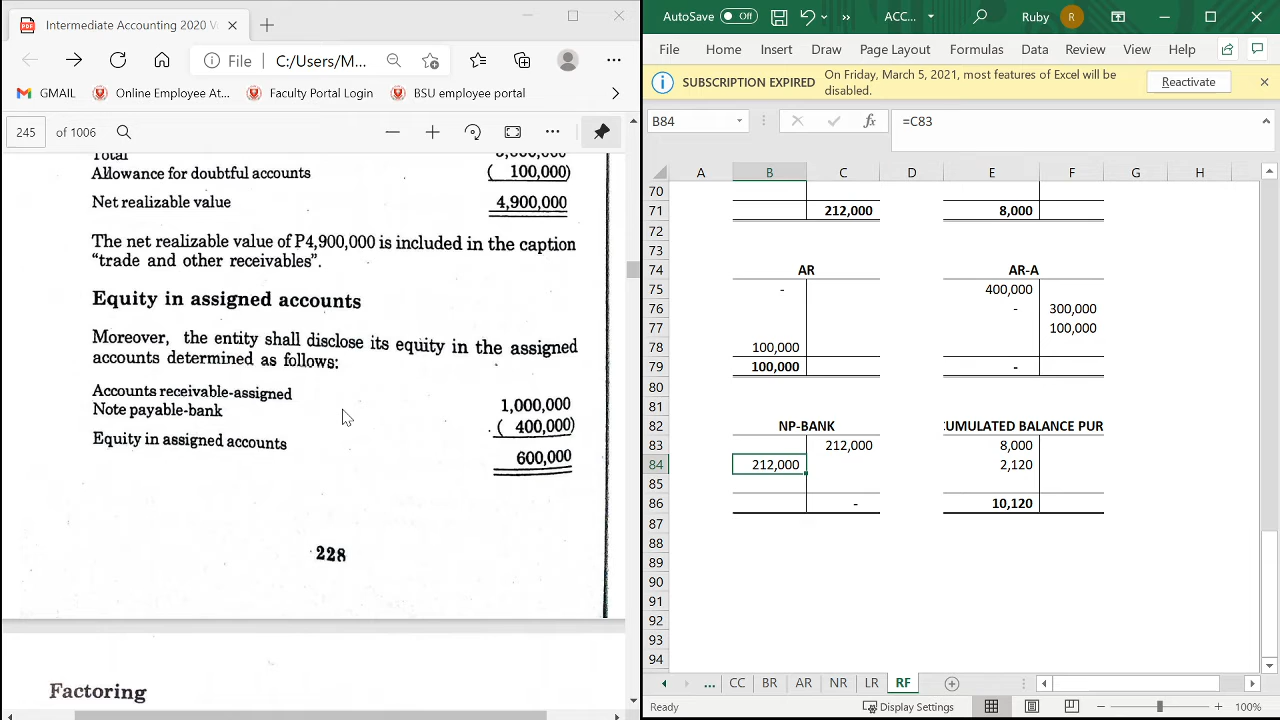 Intermediate Accounting 2020 V
File C:/Users/M...
GMAIL Online Employee At... Faculty Portal Login BSU employee portal
245 of 1006
Total
Allowance for doubtful accounts ( 100,000)
Net realizable value 4,900,000
The net realizable value of P4,900,000 is included in the caption
“trade and other receivables”.
Equity in assigned accounts
Moreover, the entity shall disclose its equity in the assigned
accounts determined as follows:
Accounts receivable-assigned 1,000,000
Note payable-bank ( 400,000)
Equity in assigned accounts 600,000
228
Factoring
AutoSave Off ACC... Ruby R
File Home Insert Draw Page Layout Formulas Data Review View Help
SUBSCRIPTION EXPIRED On Friday, March 5, 2021, most features of Excel will be
disabled. Reactivate
B84 fx =C83
A B C D E F G H
70
71 212,000 8,000
72
73
74 AR AR-A
75 - 400,000
76 - 300,000
77 100,000
78 100,000
79 100,000 -
80
81
82 NP-BANK CUMULATED BALANCE PUR
83 212,000 8,000
84 212,000 2,120
85
86 - 10,120
87
88
89
90
91
92
93
94
... CC BR AR NR LR RF
Ready Display Settings 100%